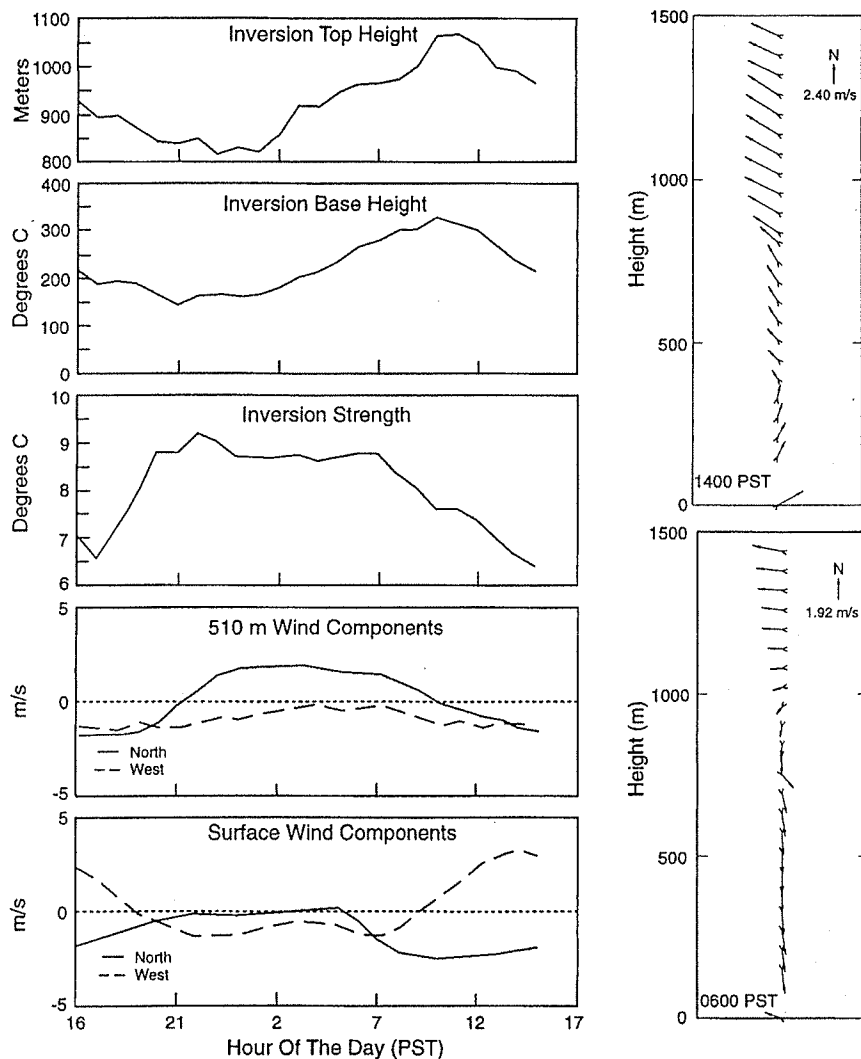 Inversion Top Height
Meters
1100
1000
900
800
Inversion Base Height
Degrees C
400
300
200
100
0
Inversion Strength
Degrees C
10
9
8
7
6
510 m Wind Components
m/s
5
0
-5
North
West
Surface Wind Components
m/s
5
0
-5
North
West
16 21 2 7 12 17
Hour Of The Day (PST)
1500
1000
500
0
Height (m)
N
2.40 m/s
1400 PST
1500
1000
500
0
Height (m)
N
1.92 m/s
0600 PST